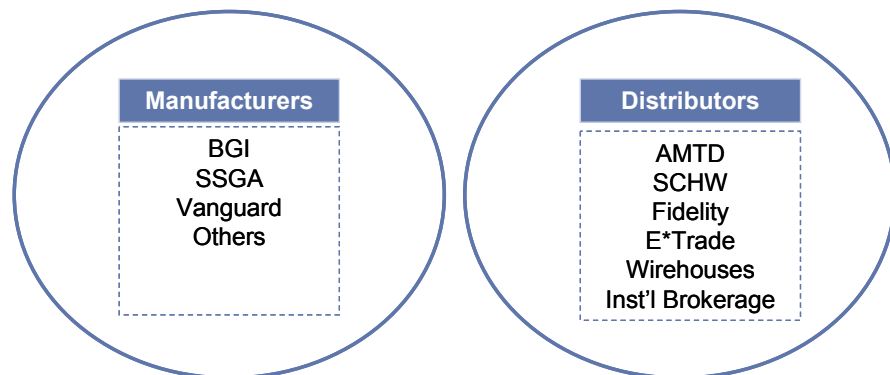 Manufacturers
BGI
SSGA
Vanguard
Others
Distributors
AMTD
SCHW
Fidelity
E*Trade
Wirehouses
Inst’l Brokerage